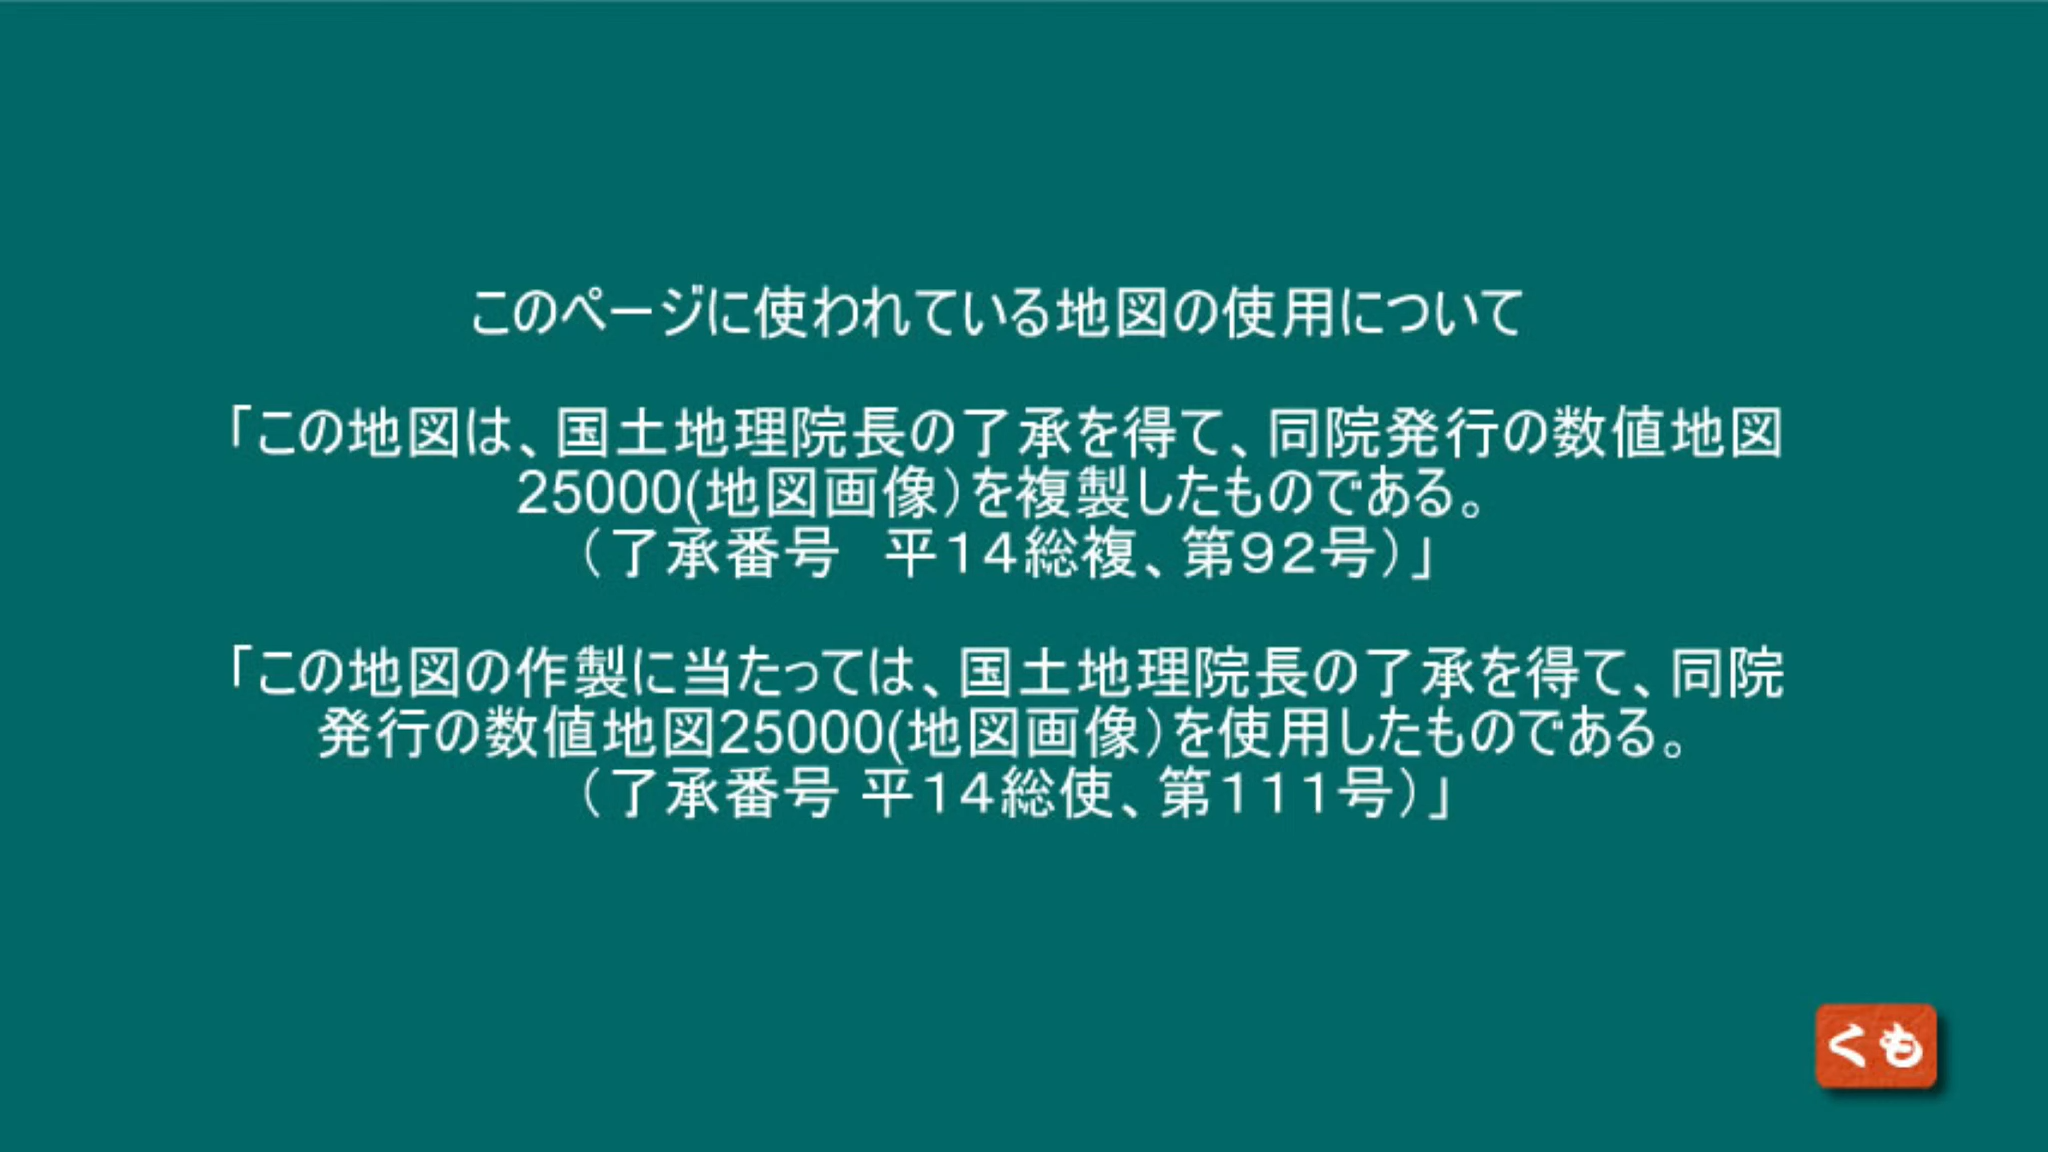 このページに使われている地図の使用について
「この地図は、国土地理院長の了承を得て、同院発行の数値地図
25000(地図画像）を複製したものである。
（了承番号　平１４総複、第９２号）」
「この地図の作製に当たっては、国土地理院長の了承を得て、同院
発行の数値地図25000(地図画像）を使用したものである。
（了承番号 平１４総使、第１１１号）」
くも